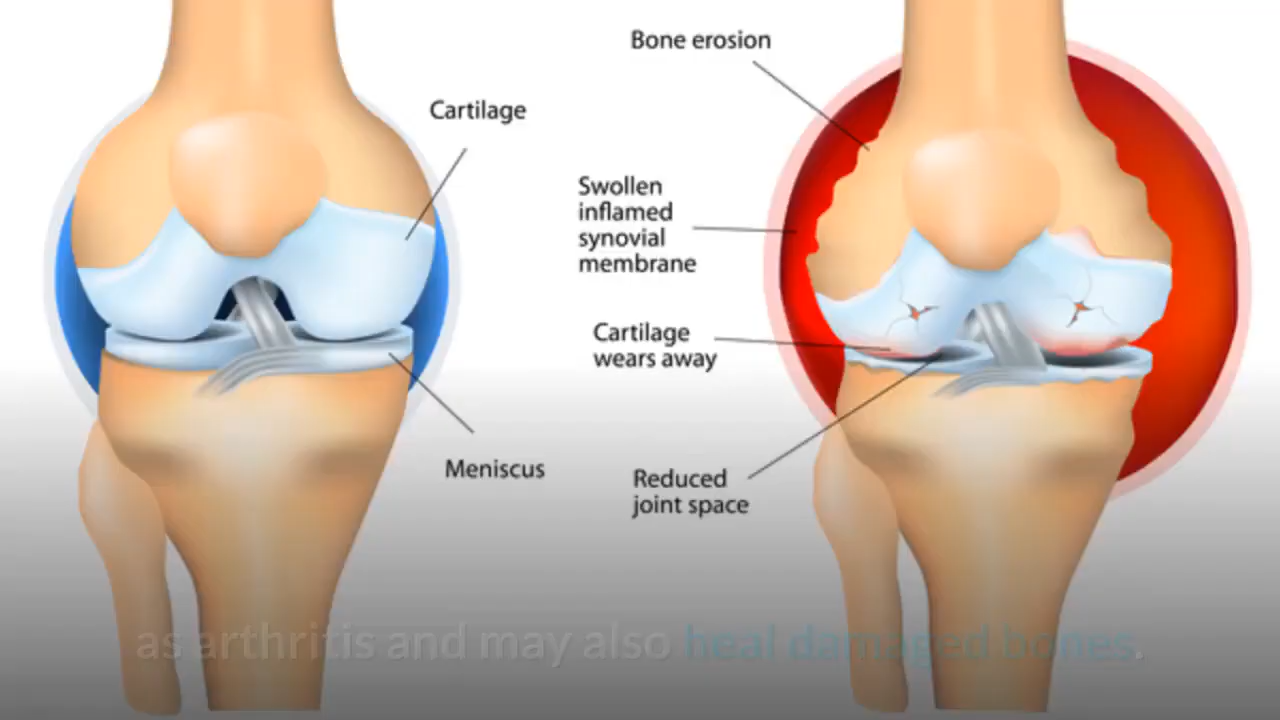 Bone erosion
Cartilage
Swollen
inflamed
synovial
membrane
Cartilage
wears away
Meniscus
Reduced
joint space
as arthritis and may also heal damaged bones.